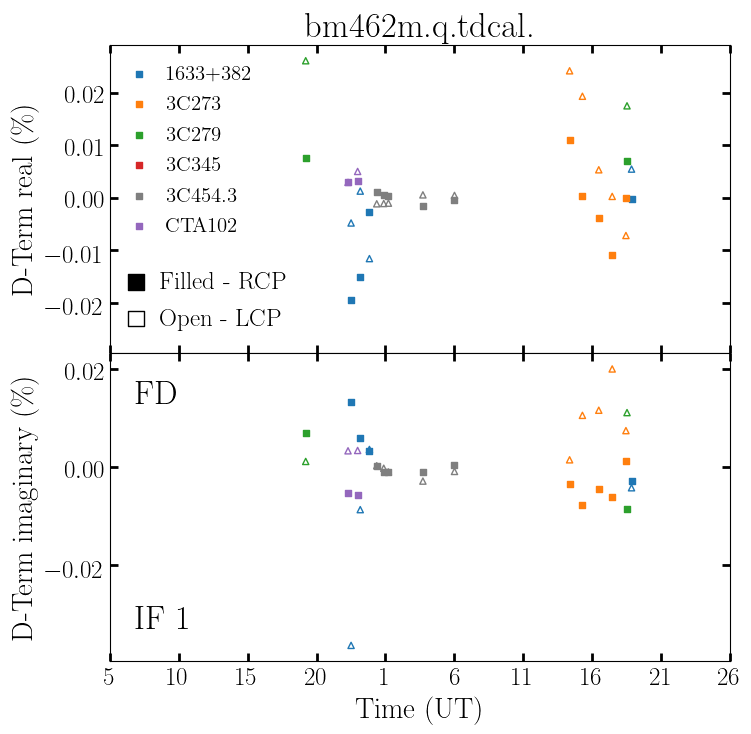 bm462m.q.tdcal.
D-Term real (%)
0.02
0.01
0.00
−0.01
−0.02
1633+382
3C273
3C279
3C345
3C454.3
CTA102
Filled - RCP
Open - LCP
D-Term imaginary (%)
0.02
0.00
−0.02
FD
IF 1
5 10 15 20 1 6 11 16 21 26
Time (UT)